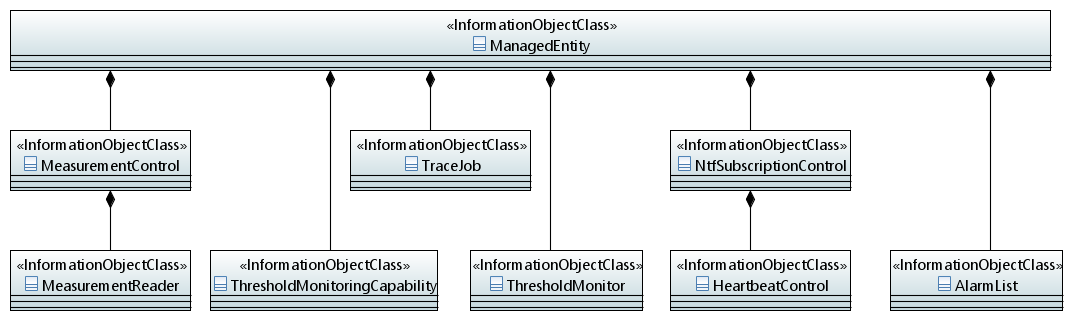 «InformationObjectClass»
ManagedEntity
«InformationObjectClass»
MeasurementControl
«InformationObjectClass»
TraceJob
«InformationObjectClass»
NtfSubscriptionControl
«InformationObjectClass»
MeasurementReader
«InformationObjectClass»
ThresholdMonitoringCapability
«InformationObjectClass»
ThresholdMonitor
«InformationObjectClass»
HeartbeatControl
«InformationObjectClass»
AlarmList